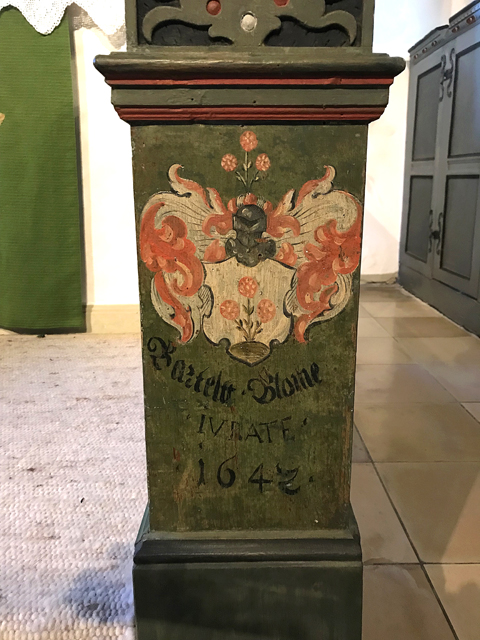 Bartelt · Blome
· IVRATE ·
· 1642 ·